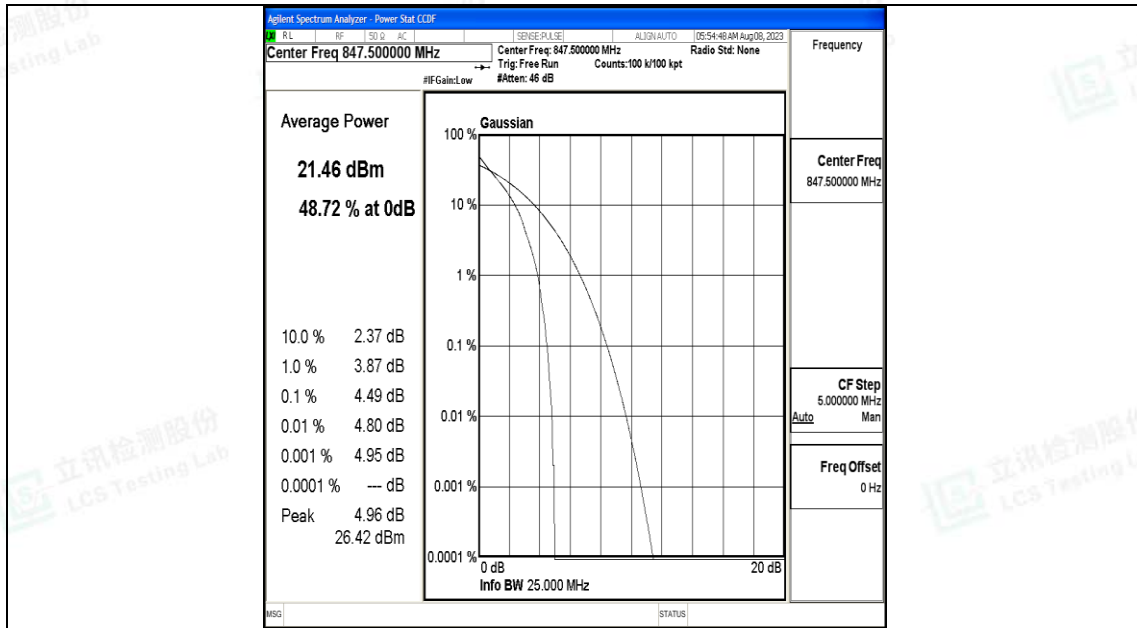 Agilent Spectrum Analyzer - Power Stat CCDF
RL RF 50 Ω AC SENSE:PULSE ALIGNAUTO 05:54:48 AM Aug 08, 2023
Center Freq 847.500000 MHz
Center Freq: 847.500000 MHz Radio Std: None
Trig: Free Run Counts:100 k/100 kpt
#IFGain:Low #Atten: 46 dB
Frequency
Average Power
21.46 dBm
48.72 % at 0dB
10.0 % 2.37 dB
1.0 % 3.87 dB
0.1 % 4.49 dB
0.01 % 4.80 dB
0.001 % 4.95 dB
0.0001 % --- dB
Peak 4.96 dB
26.42 dBm
Gaussian
100 %
10 %
1 %
0.1 %
0.01 %
0.001 %
0.0001 %
0 dB 20 dB
Info BW 25.000 MHz
Center Freq
847.500000 MHz
CF Step
5.000000 MHz
Auto Man
Freq Offset
0 Hz
MSG STATUS
立讯检测股份
LCS Testing Lab
立讯检测股份